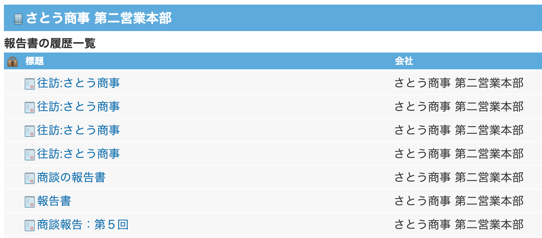 さとう商事 第二営業本部
報告書の履歴一覧
標題 会社
往訪:さとう商事 さとう商事 第二営業本部
往訪:さとう商事 さとう商事 第二営業本部
往訪:さとう商事 さとう商事 第二営業本部
往訪:さとう商事 さとう商事 第二営業本部
商談の報告書 さとう商事 第二営業本部
報告書 さとう商事 第二営業本部
商談報告：第５回 さとう商事 第二営業本部